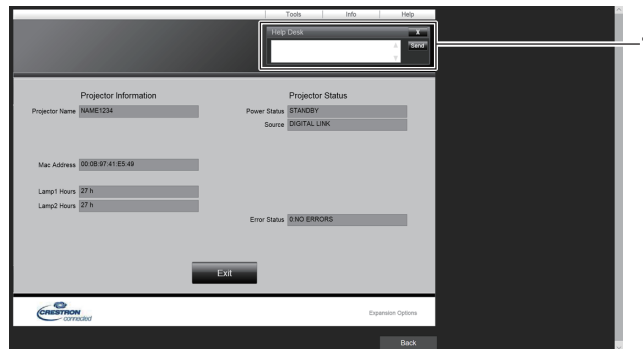 Tools Info Help
Help Desk X
Send
Projector Information Projector Status
Projector Name NAME1234 Power Status STANDBY
Source DIGITAL LINK
Mac Address 00:0B:97:41:E5:49
Lamp1 Hours 27 h
Lamp2 Hours 27 h
Error Status 0:NO ERRORS
Exit
CRESTRON
connected
Expansion Options
Back